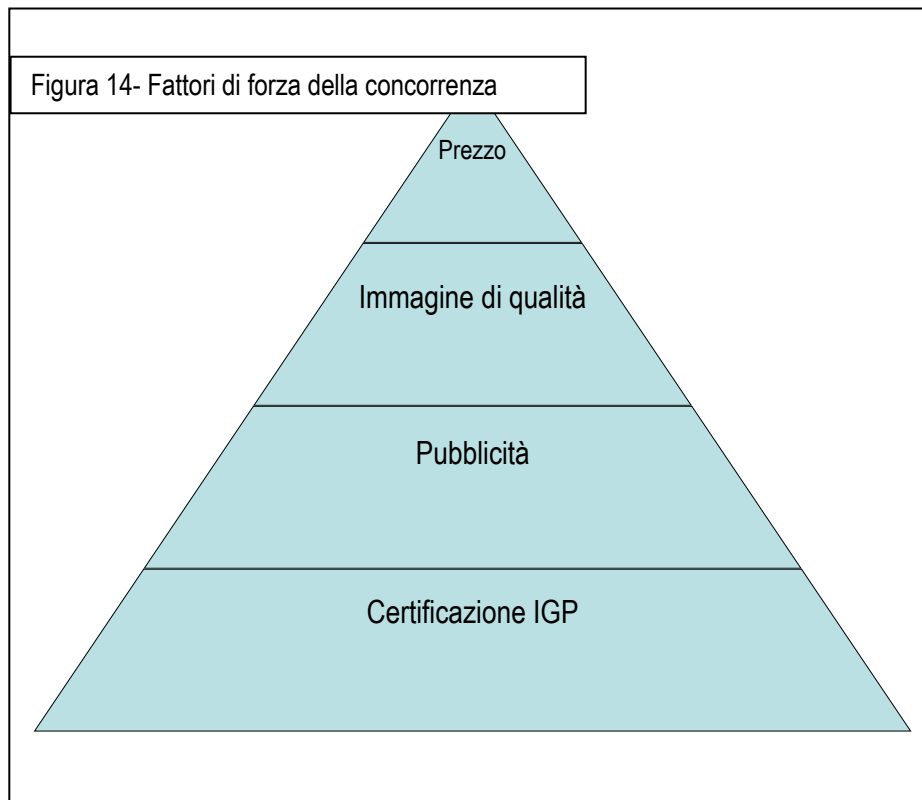 Figura 14- Fattori di forza della concorrenza
Prezzo
Immagine di qualità
Pubblicità
Certificazione IGP